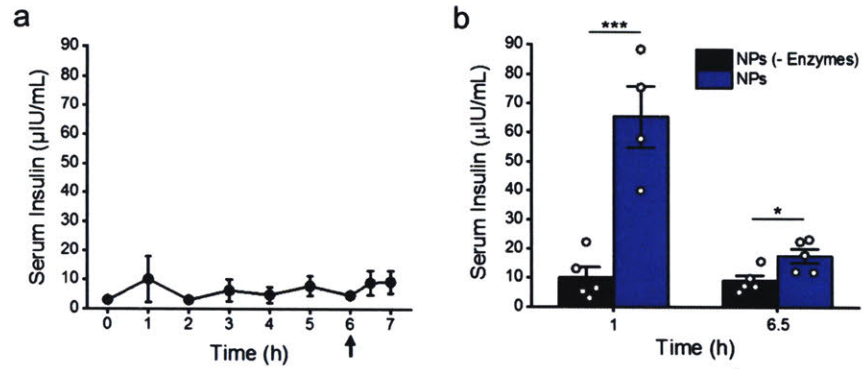 a
90
80
70
60
50
40
30
20
10
0
Serum Insulin (µIU/mL)
0 1 2 3 4 5 6 7
Time (h)
b
***
NPs (- Enzymes)
NPs
90
80
70
60
50
40
30
20
10
0
Serum Insulin (µIU/mL)
*
1 6.5
Time (h)